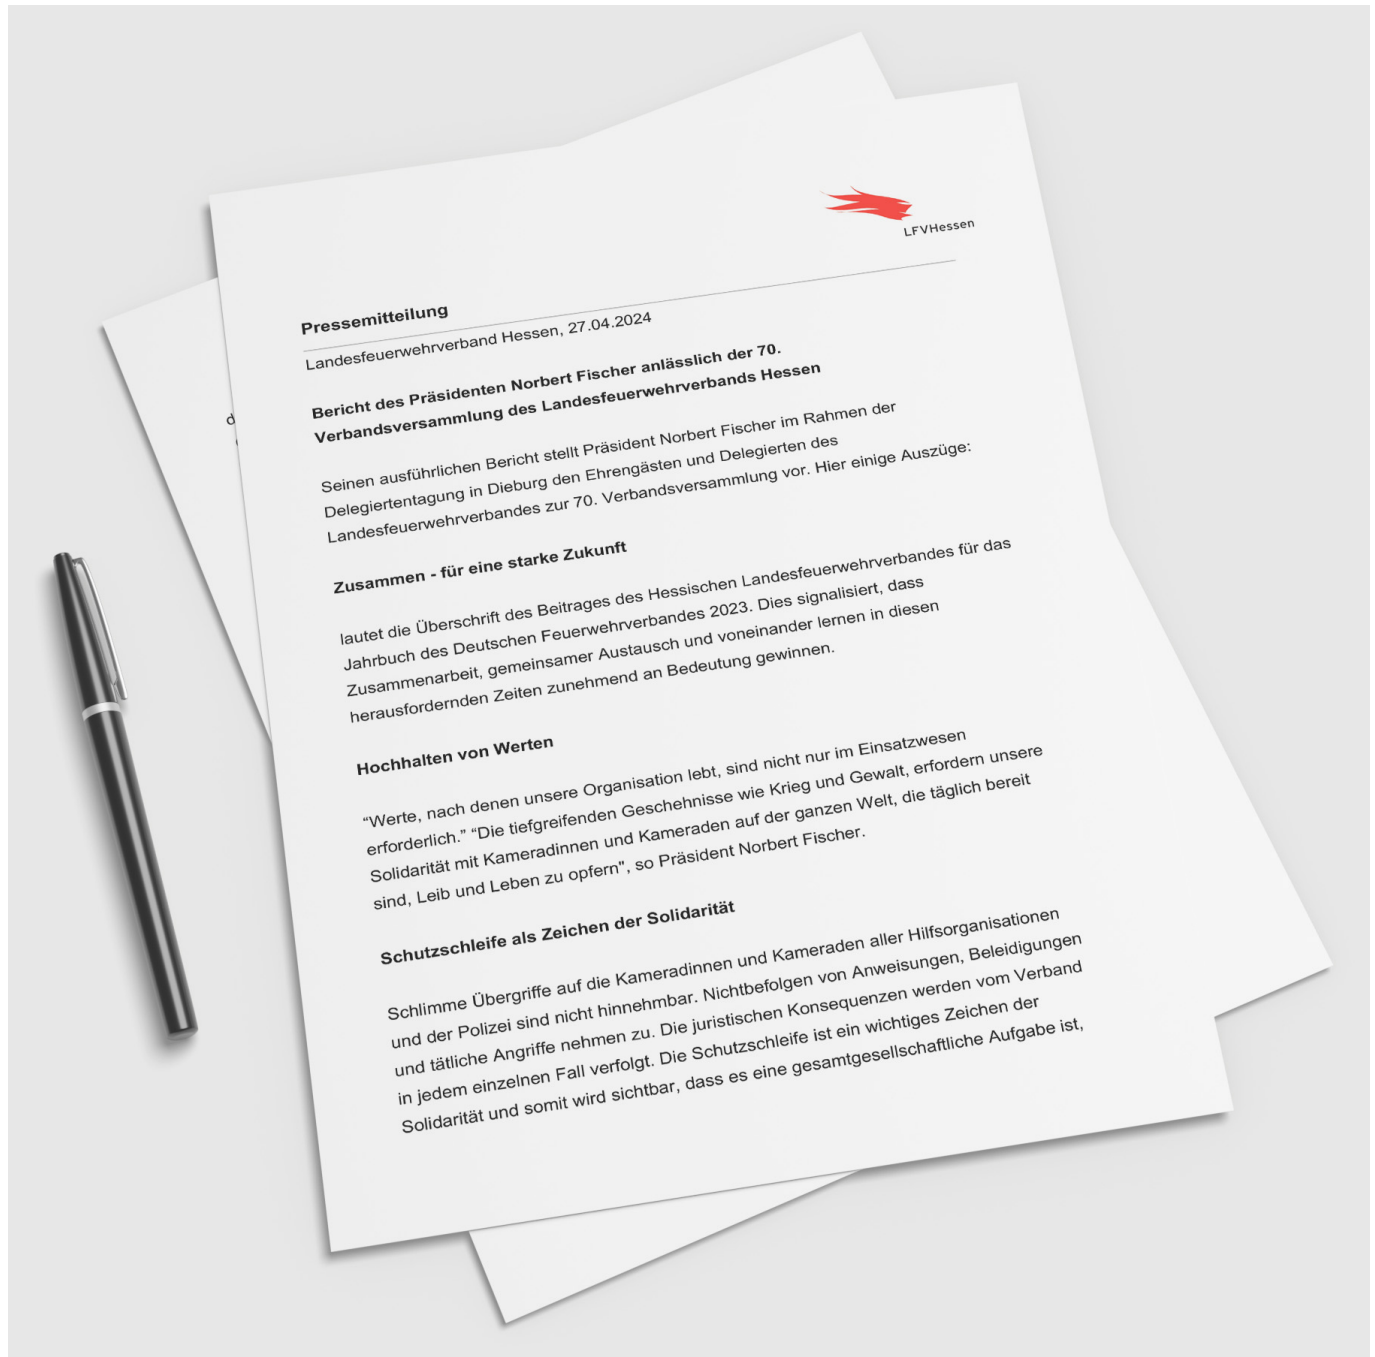 LFVHessen
Pressemitteilung
Landesfeuerwehrverband Hessen, 27.04.2024
Bericht des Präsidenten Norbert Fischer anlässlich der 70.
Verbandsversammlung des Landesfeuerwehrverbands Hessen
Seinen ausführlichen Bericht stellt Präsident Norbert Fischer im Rahmen der
Delegiertentagung in Dieburg den Ehrengästen und Delegierten des
Landesfeuerwehrverbandes zur 70. Verbandsversammlung vor. Hier einige Auszüge:
Zusammen - für eine starke Zukunft
lautet die Überschrift des Beitrages des Hessischen Landesfeuerwehrverbandes für das
Jahrbuch des Deutschen Feuerwehrverbandes 2023. Dies signalisiert, dass
Zusammenarbeit, gemeinsamer Austausch und voneinander lernen in diesen
herausfordernden Zeiten zunehmend an Bedeutung gewinnen.
Hochhalten von Werten
“Werte, nach denen unsere Organisation lebt, sind nicht nur im Einsatzwesen
erforderlich.” “Die tiefgreifenden Geschehnisse wie Krieg und Gewalt, erfordern unsere
Solidarität mit Kameradinnen und Kameraden auf der ganzen Welt, die täglich bereit
sind, Leib und Leben zu opfern", so Präsident Norbert Fischer.
Schutzschleife als Zeichen der Solidarität
Schlimme Übergriffe auf die Kameradinnen und Kameraden aller Hilfsorganisationen
und der Polizei sind nicht hinnehmbar. Nichtbefolgen von Anweisungen, Beleidigungen
und tätliche Angriffe nehmen zu. Die juristischen Konsequenzen werden vom Verband
in jedem einzelnen Fall verfolgt. Die Schutzschleife ist ein wichtiges Zeichen der
Solidarität und somit wird sichtbar, dass es eine gesamtgesellschaftliche Aufgabe ist,